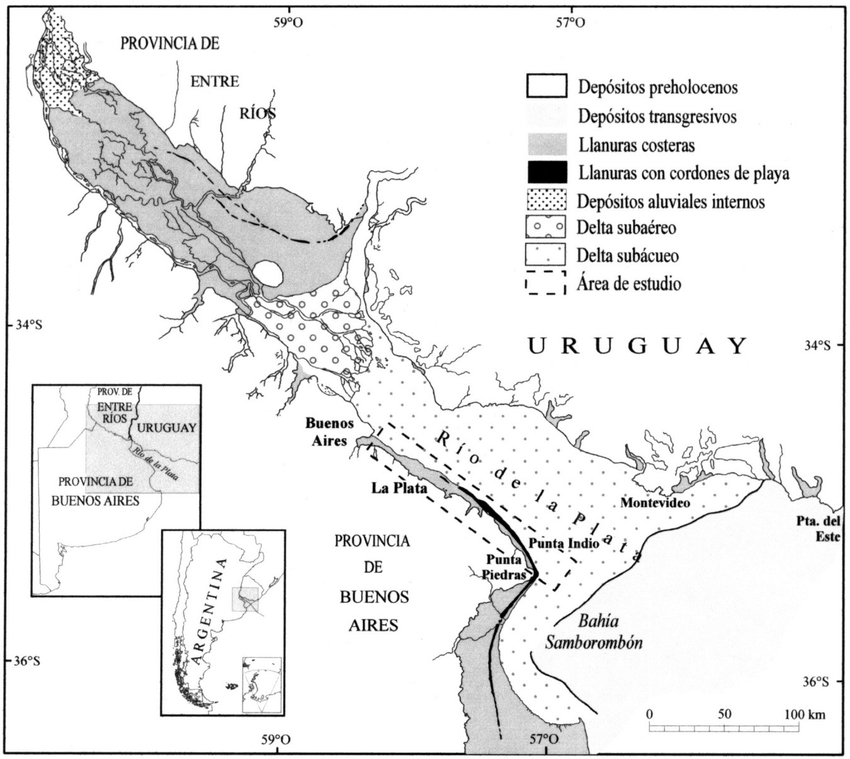 59°O
57°O
PROVINCIA DE
ENTRE
RÍOS
Depósitos preholocenos
Depósitos transgresivos
Llanuras costeras
Llanuras con cordones de playa
Depósitos aluviales internos
Delta subaéreo
Delta subácueo
Área de estudio
34°S
34°S
URUGUAY
PROV. DE
ENTRE
RÍOS
URUGUAY
Río de la Plata
PROVINCIA DE
BUENOS AIRES
Buenos
Aires
Río de la Plata
La Plata
Montevideo
Pta. del
Este
PROVINCIA
DE
BUENOS
AIRES
Punta Indio
Punta
Piedras
ARGENTINA
Bahía
Samborombón
36°S
36°S
0 50 100 km
59°O
57°O